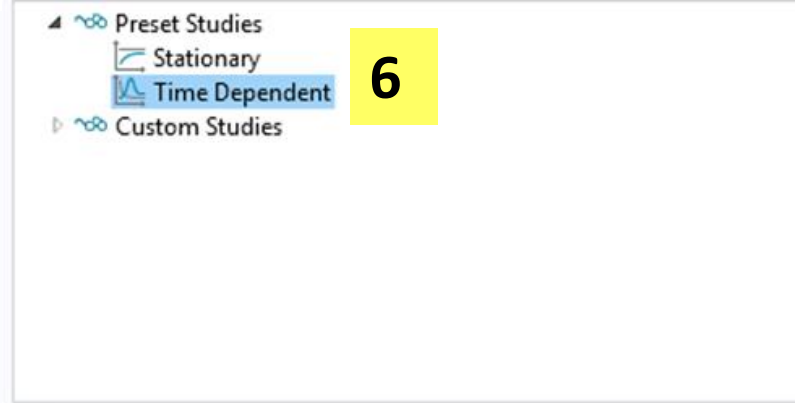 Preset Studies
Stationary
Time Dependent
6
Custom Studies